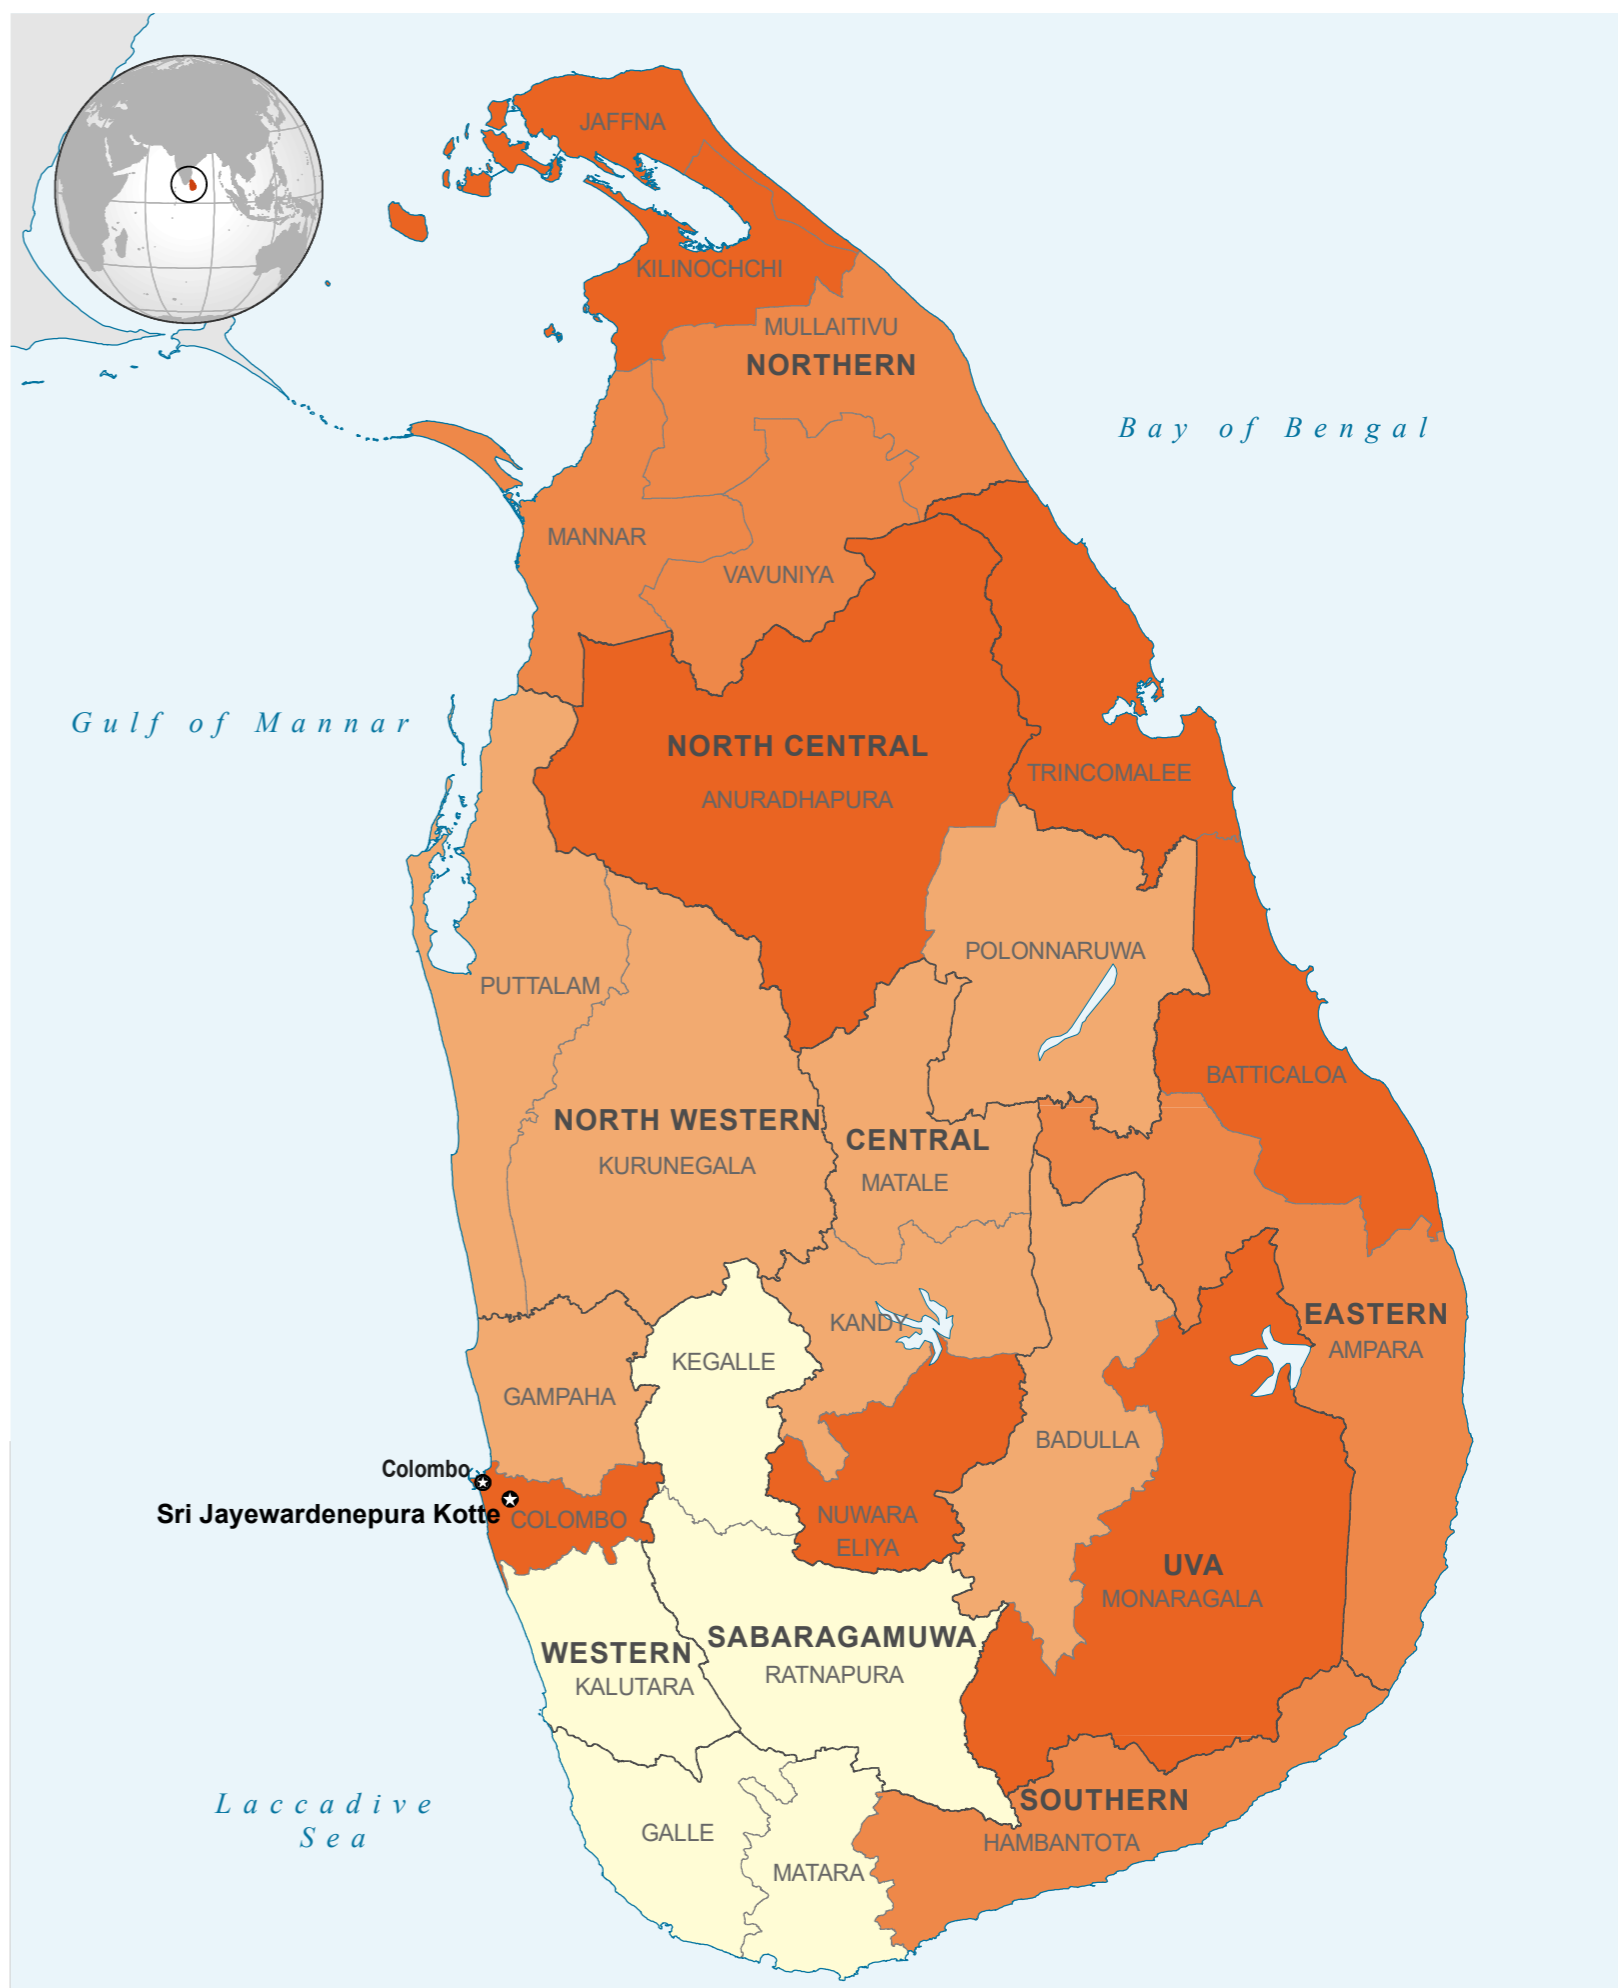 JAFFNA
KILINOCHCHI
MULLAITIVU
NORTHERN
Bay of Bengal
MANNAR
VAVUNIYA
Gulf of Mannar
NORTH CENTRAL
ANURADHAPURA
TRINCOMALEE
POLONNARUWA
PUTTALAM
BATTICALOA
NORTH WESTERN
KURUNEGALA
CENTRAL
MATALE
KANDY
EASTERN
AMPARA
KEGALLE
GAMPAHA
BADULLA
Colombo
Sri Jayewardenepura Kotte
COLOMBO
NUWARA
ELIYA
UVA
MONARAGALA
WESTERN
KALUTARA
SABARAGAMUWA
RATNAPURA
Laccadive
Sea
SOUTHERN
HAMBANTOTA
GALLE
MATARA